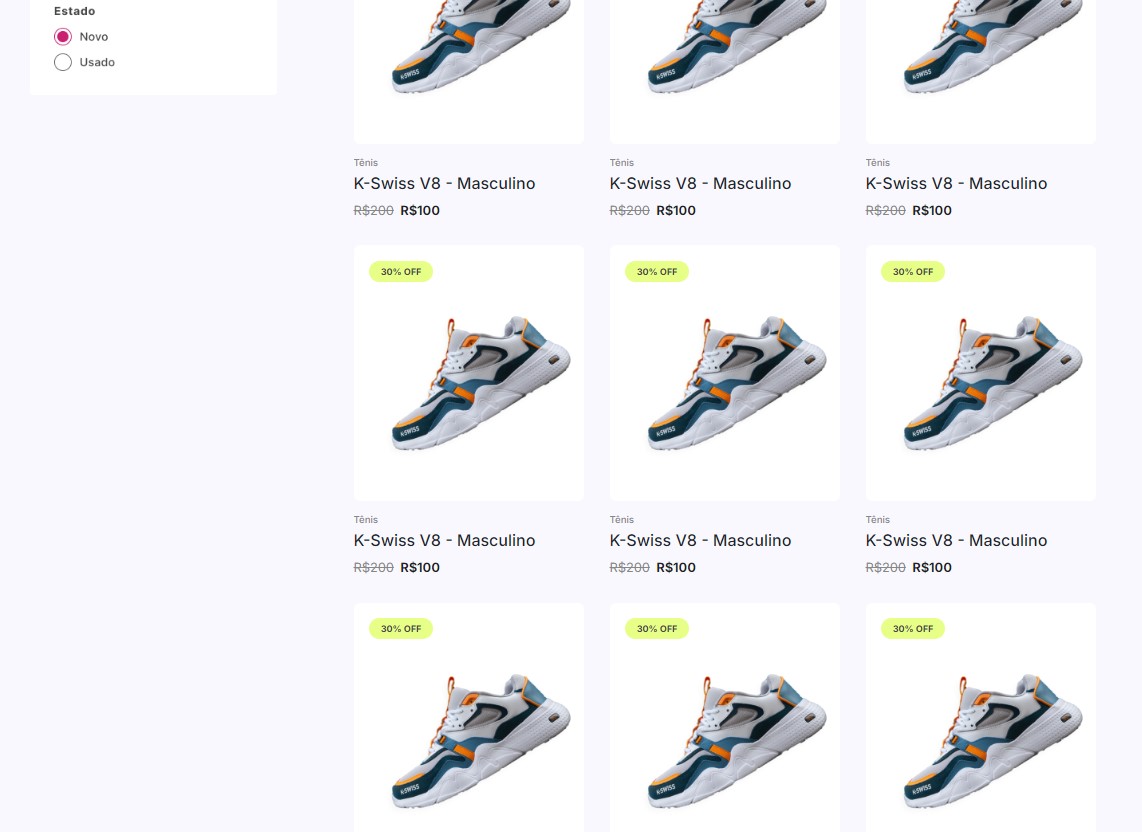 Estado
Novo
Usado
K-SWISS
K-SWISS
K-SWISS
Tênis
Tênis
Tênis
K-Swiss V8 - Masculino
K-Swiss V8 - Masculino
K-Swiss V8 - Masculino
R$200 R$100
R$200 R$100
R$200 R$100
30% OFF
30% OFF
30% OFF
K-SWISS
K-SWISS
K-SWISS
Tênis
Tênis
Tênis
K-Swiss V8 - Masculino
K-Swiss V8 - Masculino
K-Swiss V8 - Masculino
R$200 R$100
R$200 R$100
R$200 R$100
30% OFF
30% OFF
30% OFF
K-SWISS
K-SWISS
K-SWISS